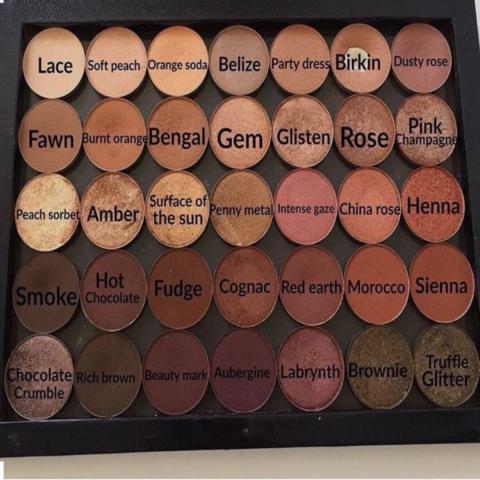 Lace Soft peach Orange soda Belize Party dress Birkin Dusty rose
Fawn Burnt orange Bengal Gem Glisten Rose Pink
Champagne
Peach sorbet Amber Surface of
the sun Penny metal Intense gaze China rose Henna
Smoke Hot
Chocolate Fudge Cognac Red earth Morocco Sienna
Chocolate
Crumble Rich brown Beauty mark Aubergine Labrynth Brownie Truffle
Glitter